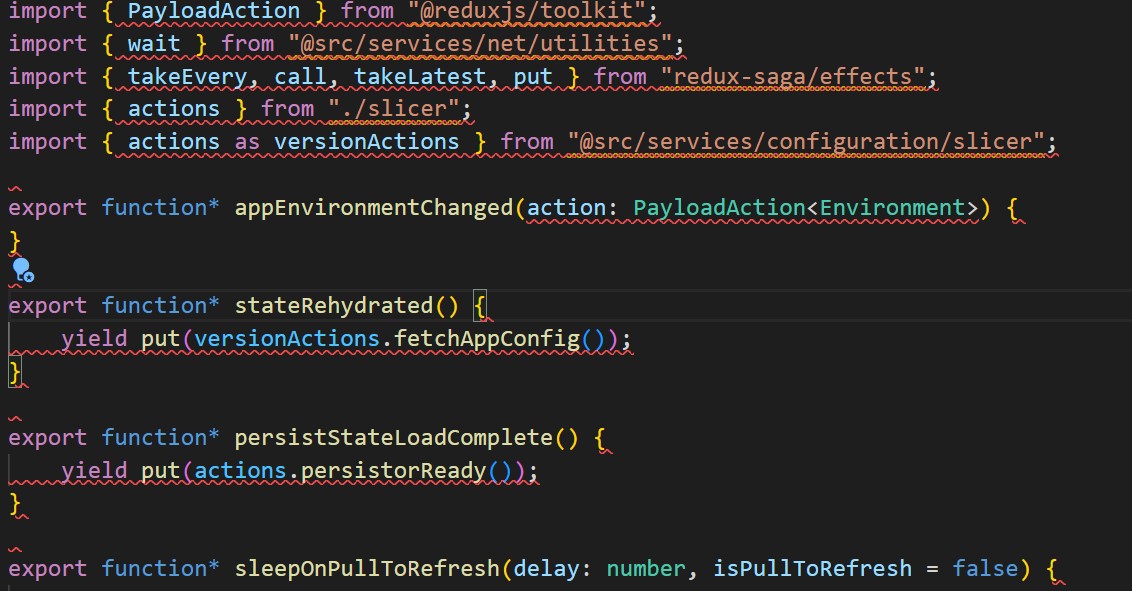 import { PayloadAction } from "@reduxjs/toolkit";
import { wait } from "@src/services/net/utilities";
import { takeEvery, call, takeLatest, put } from "redux-saga/effects";
import { actions } from "./slicer";
import { actions as versionActions } from "@src/services/configuration/slicer";
export function* appEnvironmentChanged(action: PayloadAction<Environment>) {
}
export function* stateRehydrated() {
    yield put(versionActions.fetchAppConfig());
}
export function* persistStateLoadComplete() {
    yield put(actions.persistorReady());
}
export function* sleepOnPullToRefresh(delay: number, isPullToRefresh = false) {